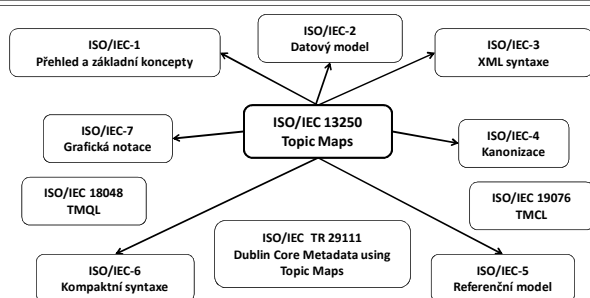 ISO/IEC-1
Přehled a základní koncepty
ISO/IEC-2
Datový model
ISO/IEC-3
XML syntaxe
ISO/IEC-7
Grafická notace
ISO/IEC 13250
Topic Maps
ISO/IEC-4
Kanonizace
ISO/IEC 18048
TMQL
ISO/IEC 19076
TMCL
ISO/IEC TR 29111
Dublin Core Metadata using
Topic Maps
ISO/IEC-6
Kompaktní syntaxe
ISO/IEC-5
Referenční model